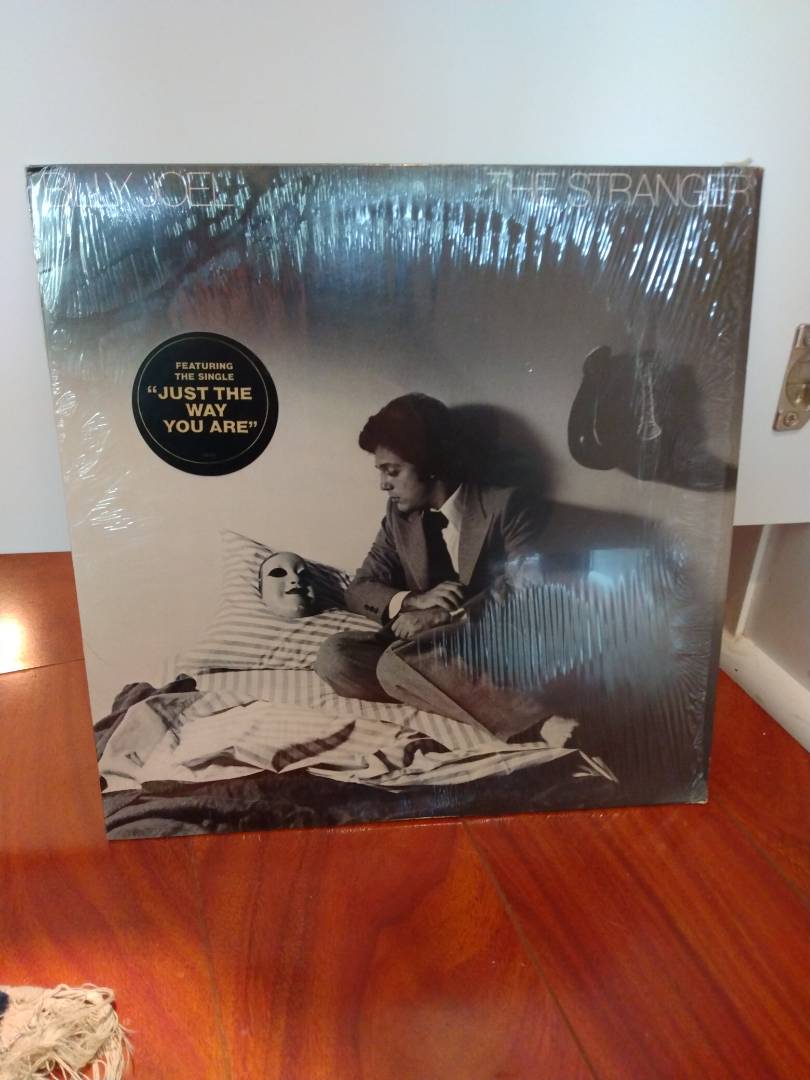 BILLY JOEL
THE STRANGER
FEATURING
THE SINGLE
“JUST THE
WAY
YOU ARE”